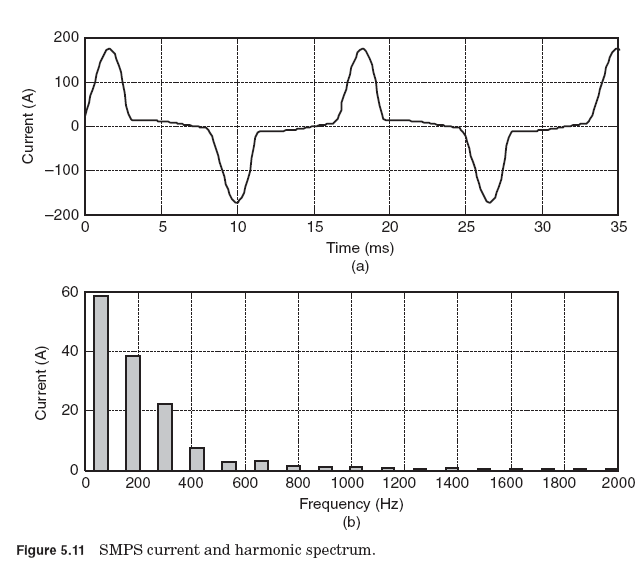 200
100
0
−100
−200
Current (A)
0 5 10 15 20 25 30 35
Time (ms)
(a)
60
40
20
0
Current (A)
0 200 400 600 800 1000 1200 1400 1600 1800 2000
Frequency (Hz)
(b)
Figure 5.11 SMPS current and harmonic spectrum.